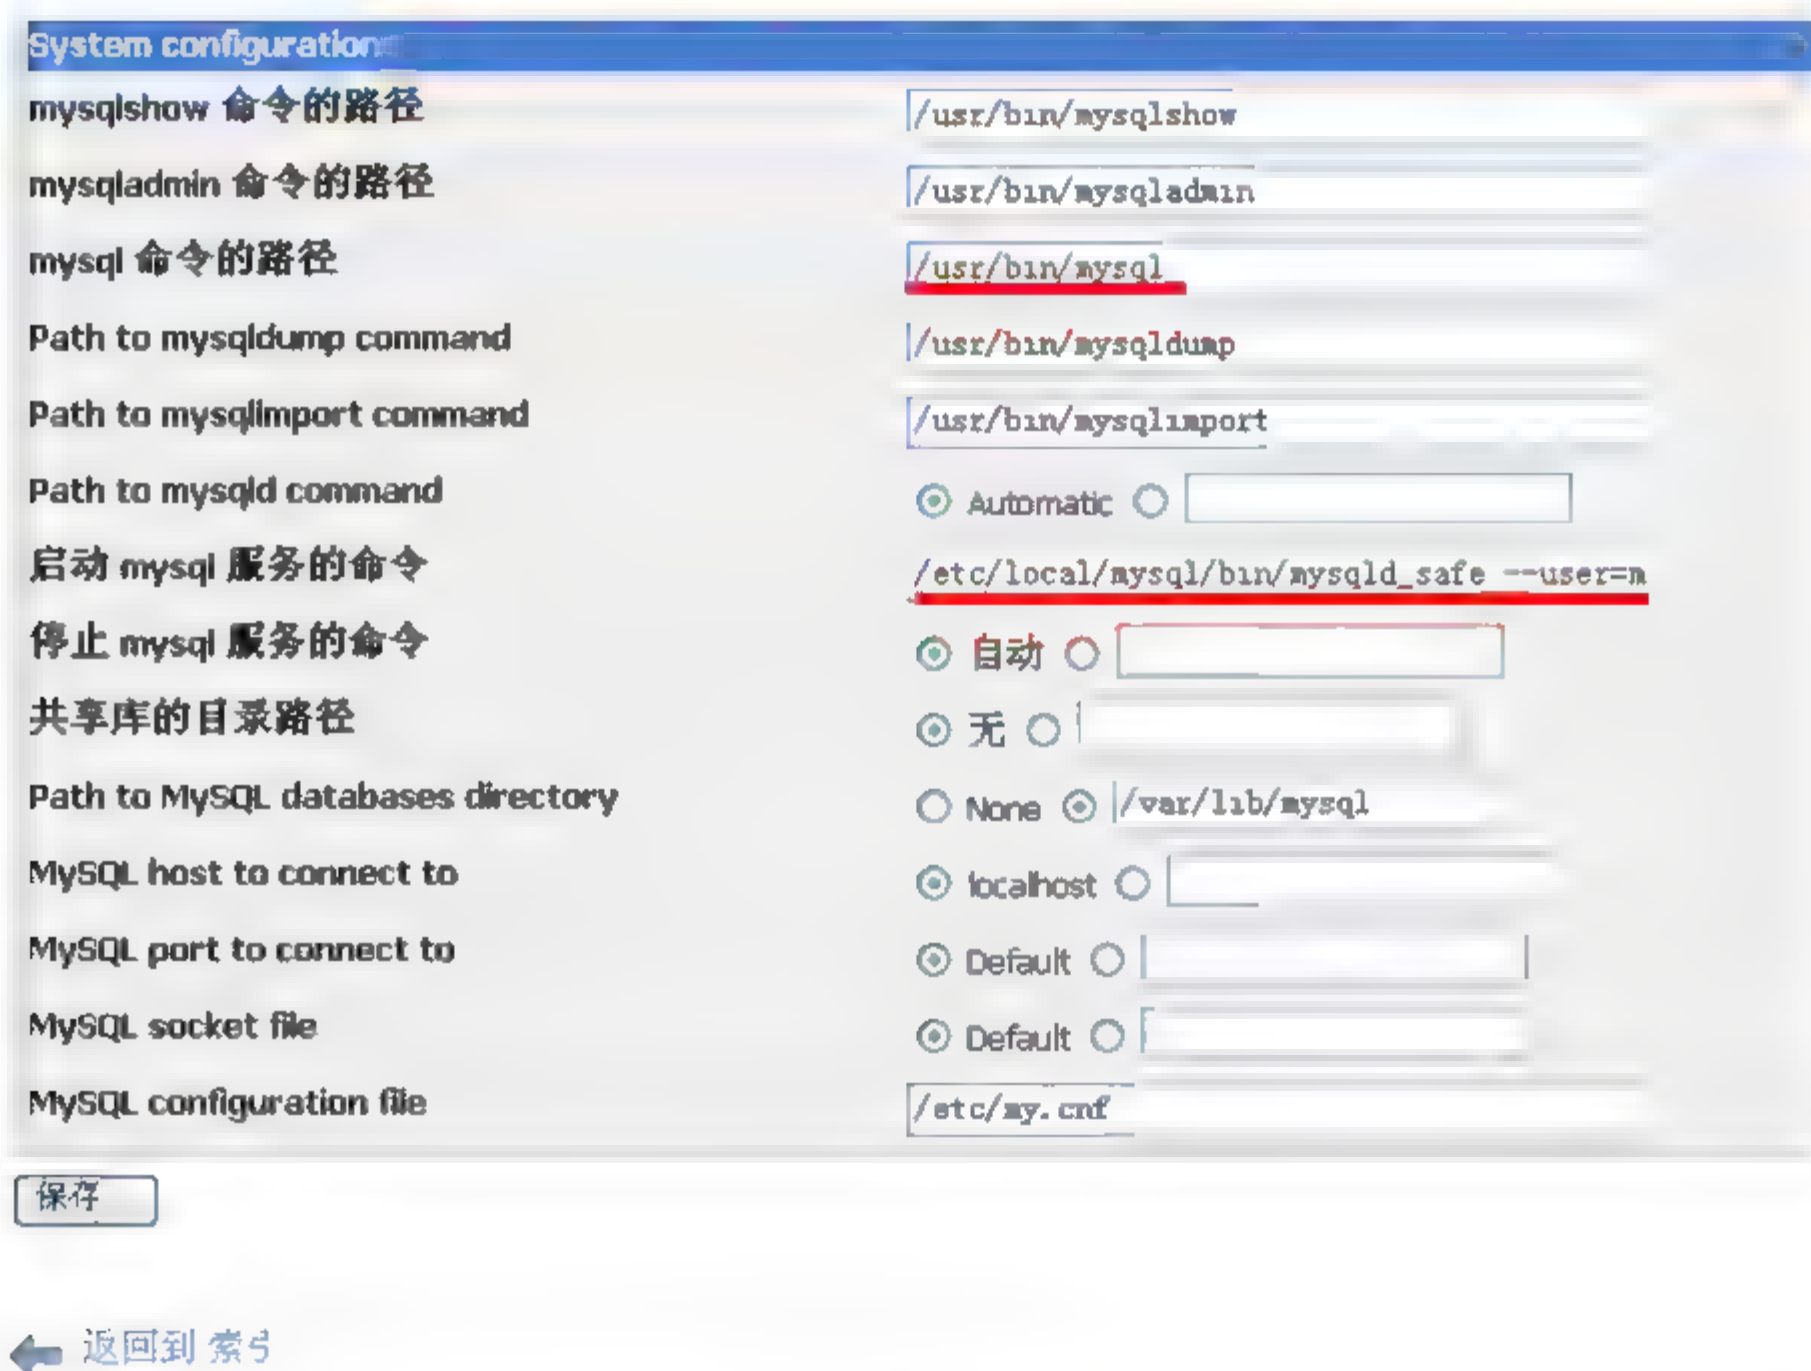 System configuration
mysqlshow 命令的路径 /usr/bin/mysqlshow
mysqladmin 命令的路径 /usr/bin/mysqladmin
mysql 命令的路径 /usr/bin/mysql
Path to mysqldump command /usr/bin/mysqldump
Path to mysqlimport command /usr/bin/mysqlimport
Path to mysqld command Automatic
启动 mysql 服务的命令 /etc/local/mysql/bin/mysqld_safe --user=m
停止 mysql 服务的命令 自动
共享库的目录路径 无
Path to MySQL databases directory None /var/lib/mysql
MySQL host to connect to localhost
MySQL port to connect to Default
MySQL socket file Default
MySQL configuration file /etc/my.cnf
保存
返回到 索引